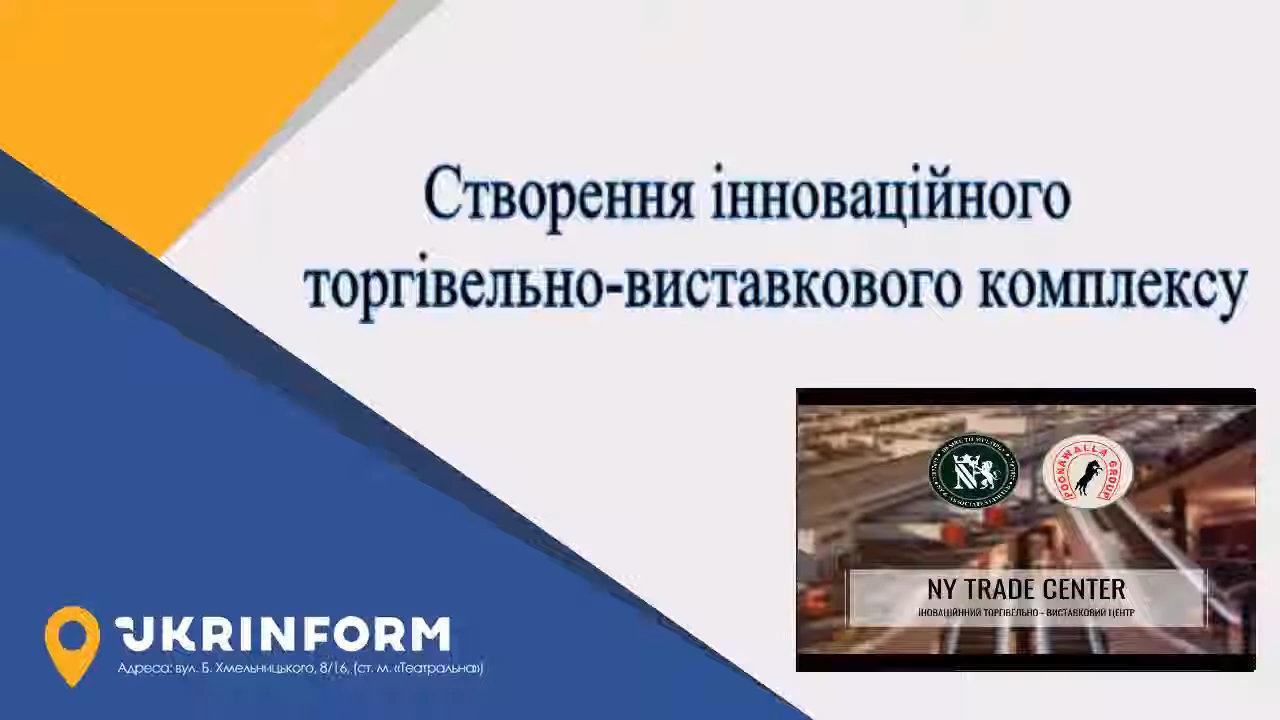 Створення інноваційного
торгівельно-виставкового комплексу
POONAWALLA GROUP
NY TRADE CENTER
ІНОВАЦІЙННИЙ ТОРГІВЕЛЬНО - ВИСТАВКОВИЙ ЦЕНТР
UKRINFORM
Адреса: вул. Б. Хмельницького, 8/16, (ст. м. «Театральна»)